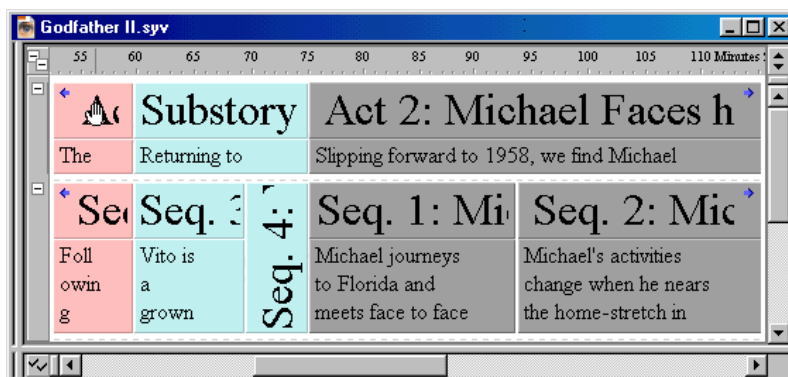 Godfather II.syv
55 60 65 70 75 80 85 90 95 100 105 110 Minutes
Substory Act 2: Michael Faces h
The Returning to Slipping forward to 1958, we find Michael
Seq. 3 Seq. 4: Seq. 1: Mi Seq. 2: Mic
Foll Vito is Michael journeys Michael's activities
owin a to Florida and change when he nears
g grown meets face to face the home-stretch in